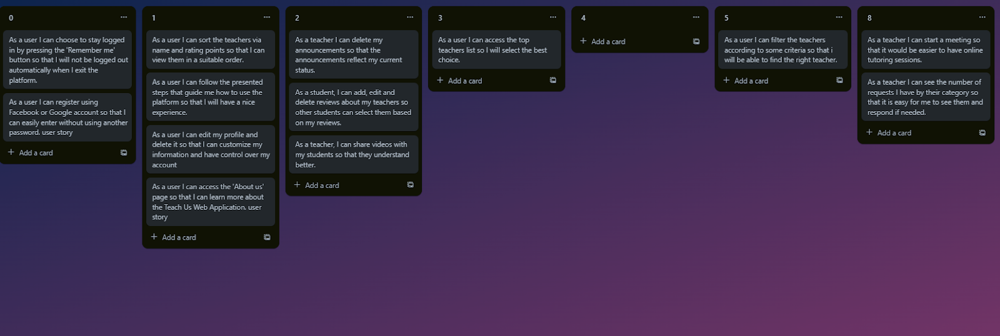 0
As a user I can choose to stay logged
in by pressing the 'Remember me'
button so that I will not be logged out
automatically when I exit the
platform.
As a user I can register using
Facebook or Google account so that I
can easily enter without using another
password. user story
+ Add a card
1
As a user I can sort the teachers via
name and rating points so that I can
view them in a suitable order.
As a user I can follow the presented
steps that guide me how to use the
platform so that I will have a nice
experience.
As a user I can edit my profile and
delete it so that I can customize my
information and have control over my
account
As a user I can access the 'About us'
page so that I can learn more about
the Teach Us Web Application. user
story
+ Add a card
2
As a teacher I can delete my
announcements so that the
announcements reflect my current
status.
As a student, I can add, edit and
delete reviews about my teachers so
other students can select them based
on my reviews.
As a teacher, I can share videos with
my students so that they understand
better.
+ Add a card
3
As a user I can access the top
teachers list so I will select the best
choice.
+ Add a card
4
+ Add a card
5
As a user I can filter the teachers
according to some criteria so that i
will be able to find the right teacher.
+ Add a card
8
As a teacher I can start a meeting so
that it would be easier to have online
tutoring sessions.
As a teacher I can see the number of
requests I have by their category so
that it is easy for me to see them and
respond if needed.
+ Add a card